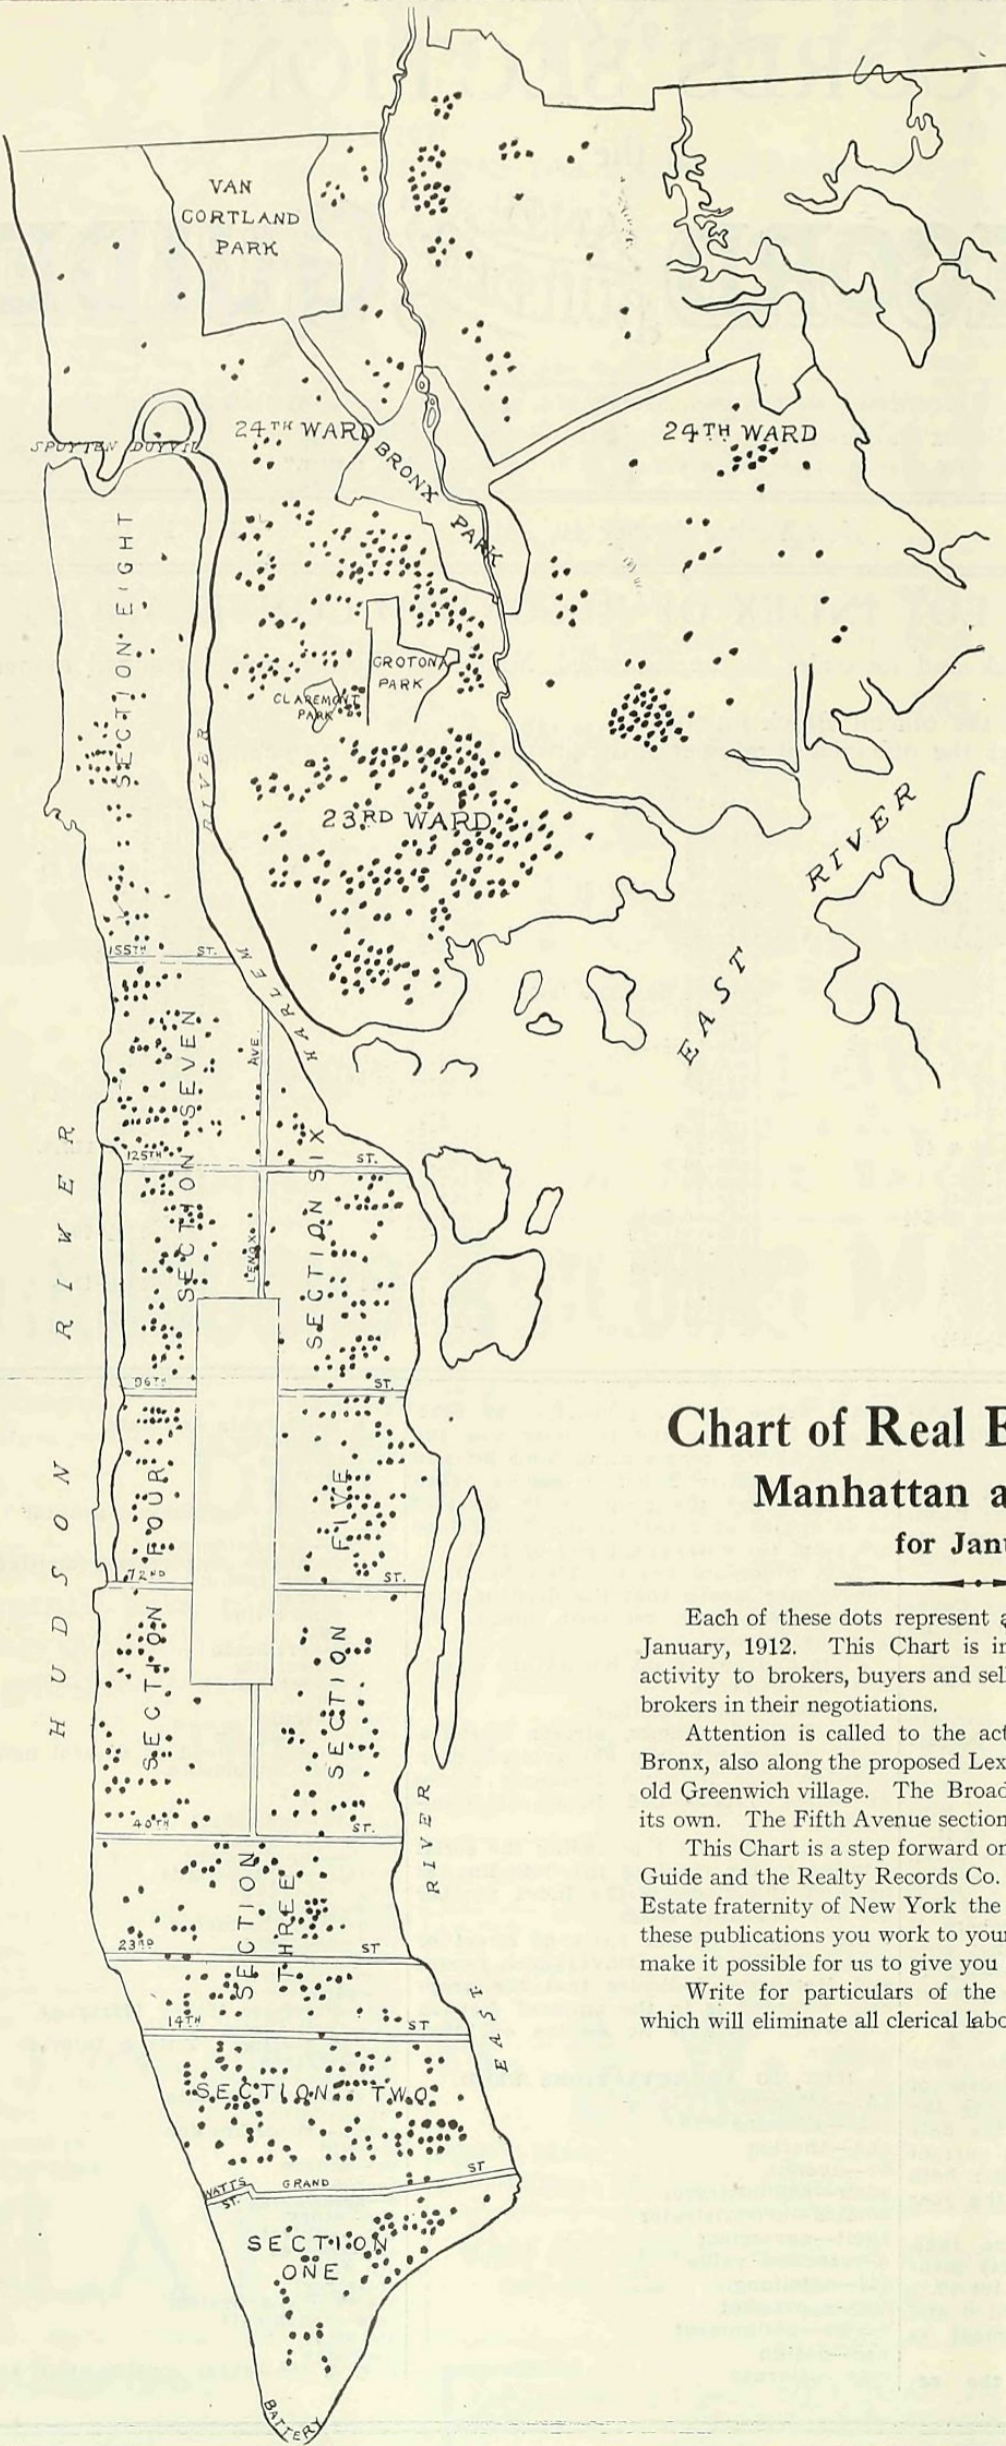 VAN
CORTLAND
PARK
24TH WARD
BRONX PARK
24TH WARD
SPUYTEN DUYVIL
SECTION EIGHT
CROTONA
PARK
CLAREMONT
PARK
23RD WARD
HARLEM RIVER
EAST RIVER
155TH ST.
SECTION SEVEN
AVE.
LENOX
125TH ST.
SECTION SIX
HUDSON RIWER
86TH ST.
SECTION FOUR
SECTION FIVE
72ND ST.
40TH ST.
SECTION
THREE
23RD ST
14TH ST
EAST RIVER
SECTION TWO
WATTS ST.
GRAND ST
SECTION
ONE
BATTERY
Chart of Real E
Manhattan a
for Janu
Each of these dots represent a
January, 1912. This Chart is in
activity to brokers, buyers and sel
brokers in their negotiations.
Attention is called to the act
Bronx, also along the proposed Lex
old Greenwich village. The Broad
its own. The Fifth Avenue section
This Chart is a step forward or
Guide and the Realty Records Co.
Estate fraternity of New York the
these publications you work to your
make it possible for us to give you
Write for particulars of the
which will eliminate all clerical labo